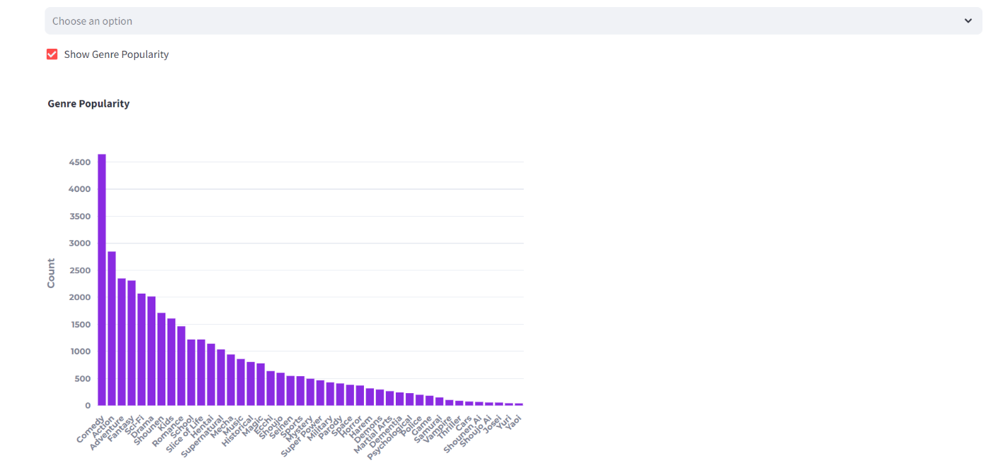 Choose an option
Show Genre Popularity
Genre Popularity
4500
4000
3500
3000
2500
2000
1500
1000
500
0
Count
Comedy
Action
Adventure
Fantasy
Sci-Fi
Drama
Shounen
Kids
Romance
School
Slice of Life
Hentai
Supernatural
Mecha
Music
Historical
Magic
Ecchi
Shoujo
Seinen
Sports
Mystery
Super Power
Military
Parody
Space
Horror
Harem
Demons
Martial Arts
Dementia
Psychological
Police
Game
Samurai
Vampire
Thriller
Cars
Shounen Ai
Shoujo Ai
Josei
Yuri
Yaoi